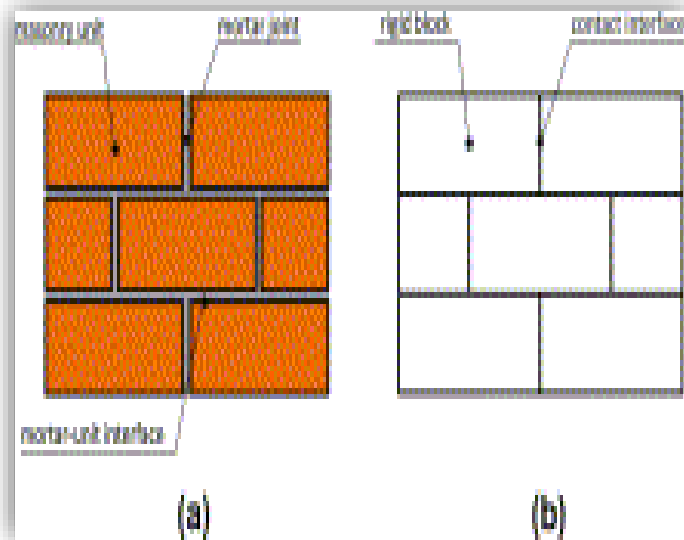 masonry unit
mortar joint
rigid block
contact interface
mortar-unit interface
(a)
(b)